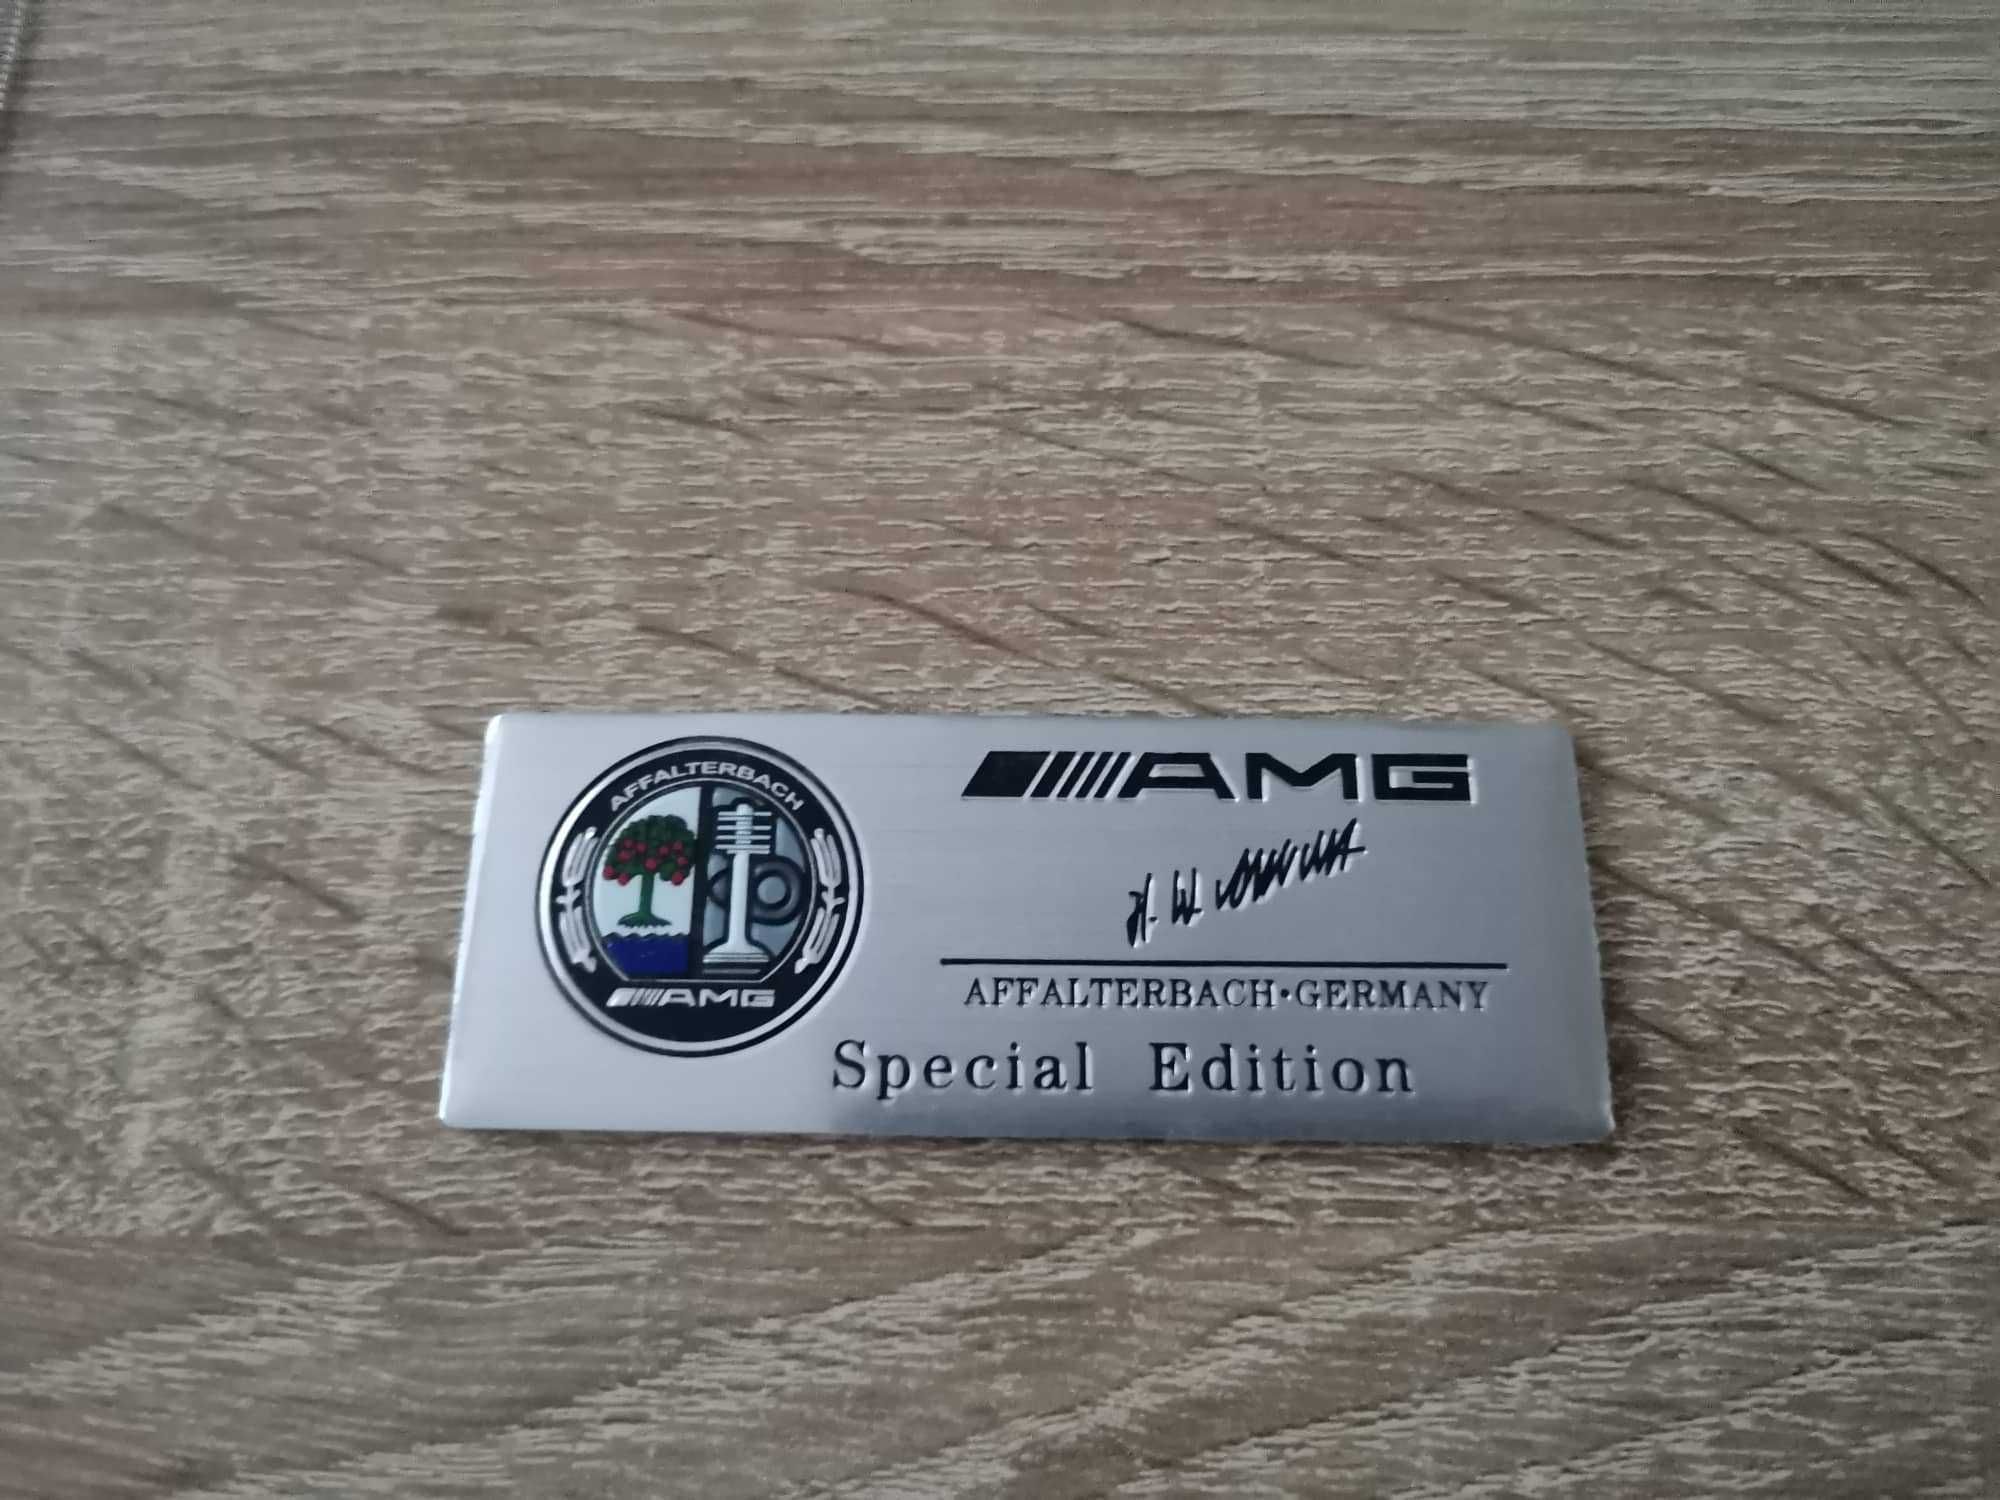 AFFALTERBACH
AMG
AMG
H. W.
AFFALTERBACH•GERMANY
Special Edition